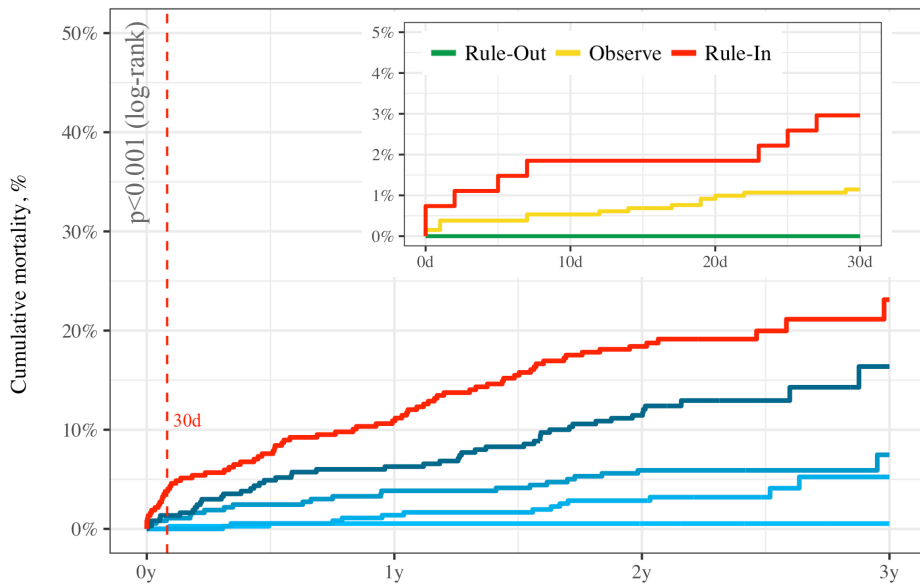 Cumulative mortality, %
50%
40%
30%
20%
10%
0%
p<0.001 (log-rank)
30d
0y
1y
2y
3y
Rule-Out Observe Rule-In
5%
4%
3%
2%
1%
0%
0d
10d
20d
30d